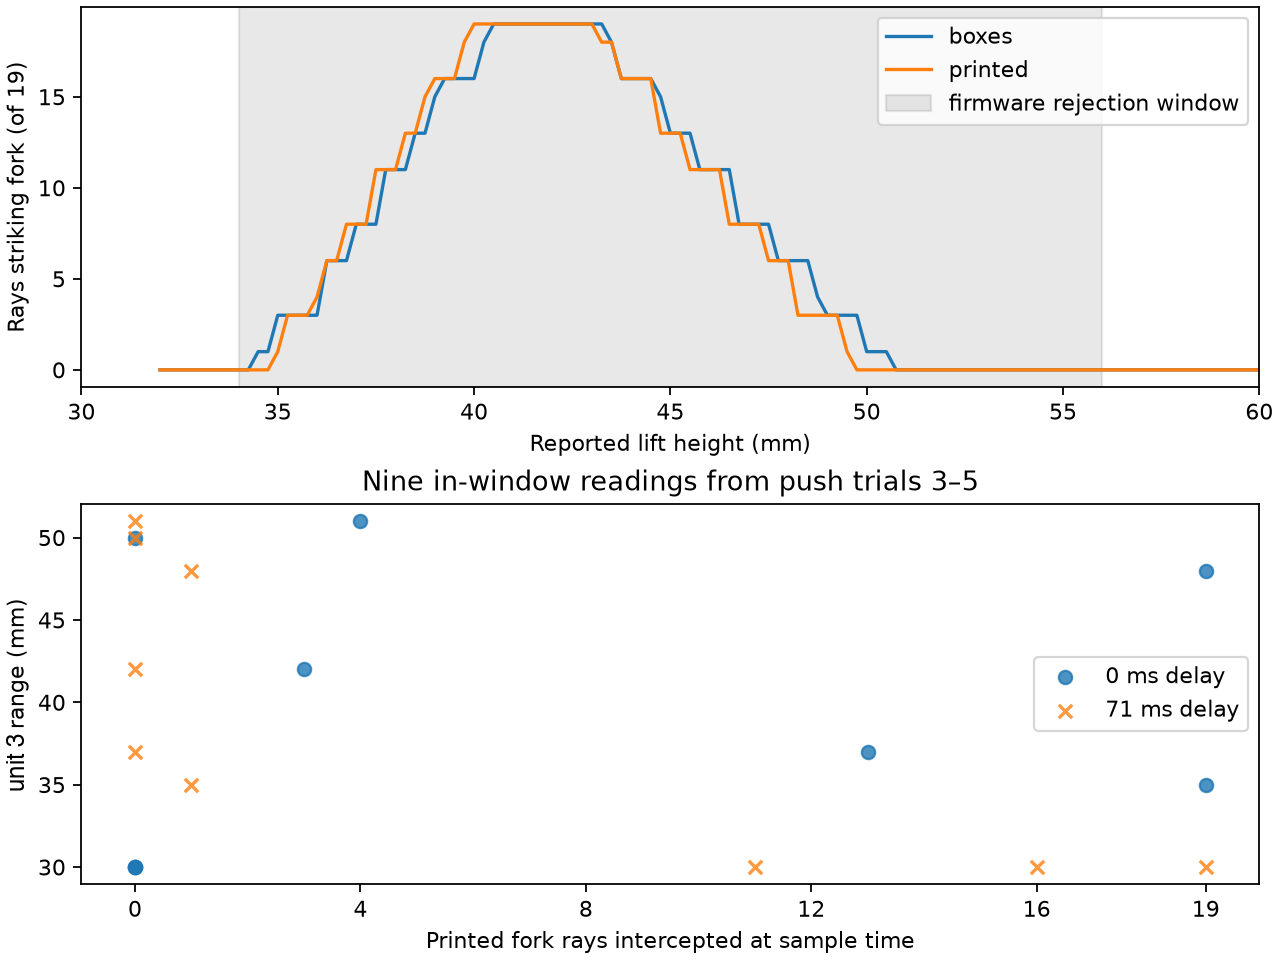 Rays striking fork (of 19)
15
10
5
0
boxes
printed
firmware rejection window
30 35 40 45 50 55 60
Reported lift height (mm)
Nine in-window readings from push trials 3–5
unit 3 range (mm)
50
45
40
35
30
0 ms delay
71 ms delay
0 4 8 12 16 19
Printed fork rays intercepted at sample time